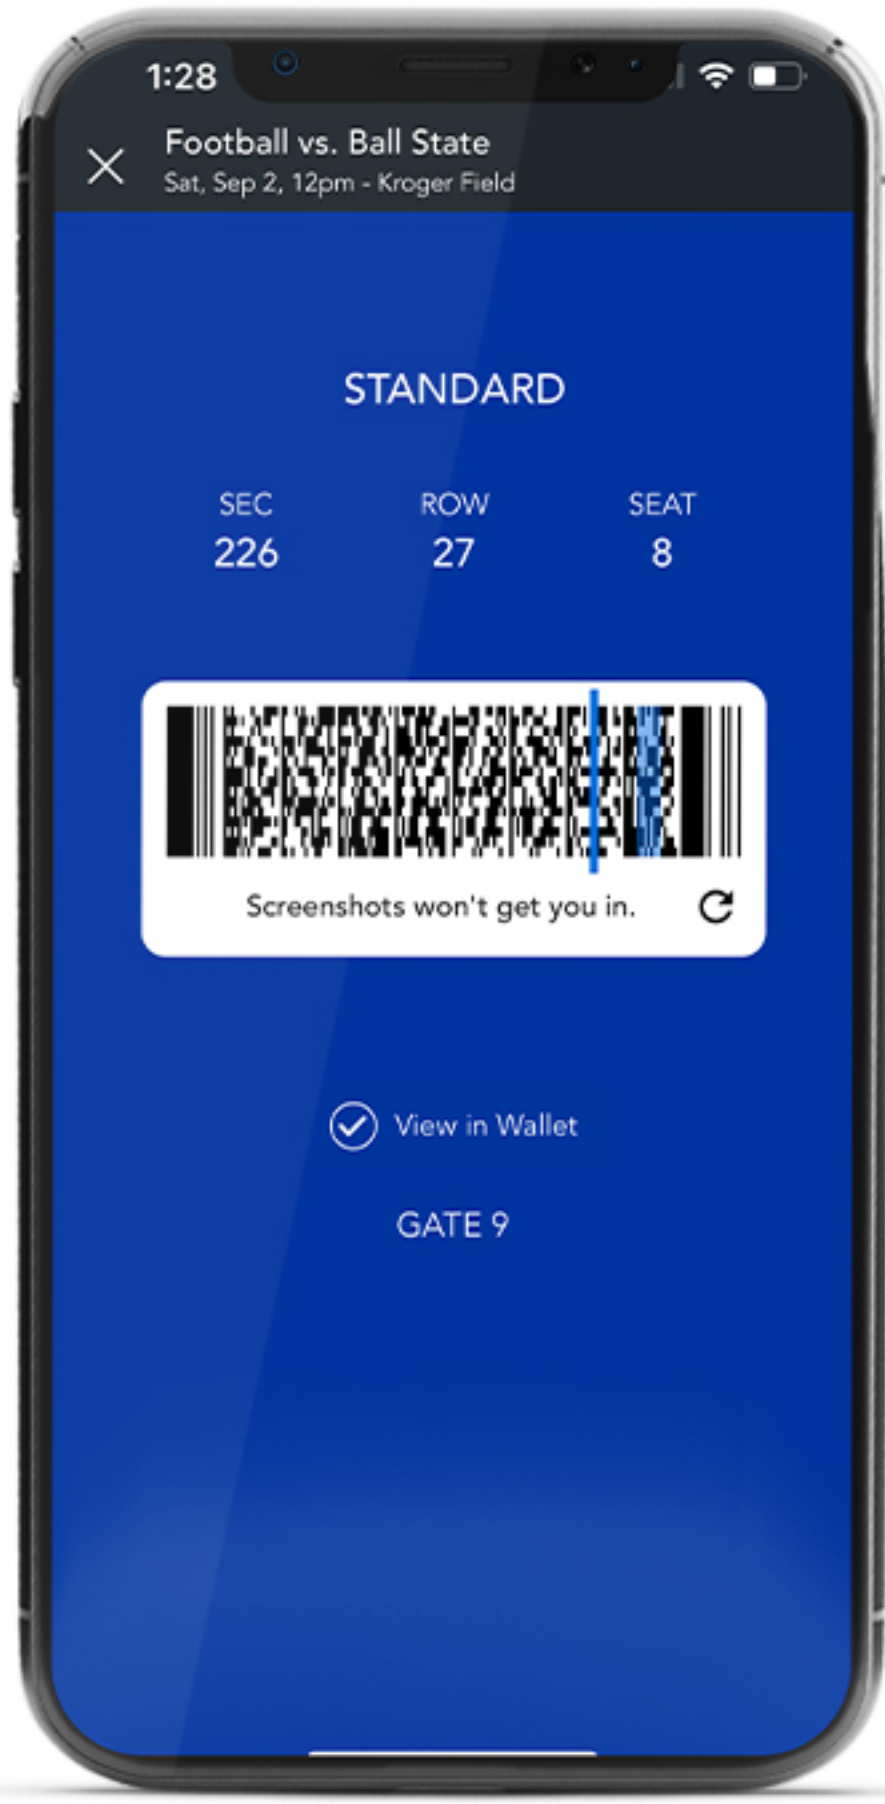 1:28
Football vs. Ball State
Sat, Sep 2, 12pm - Kroger Field
STANDARD
SEC ROW SEAT
226 27 8
Screenshots won't get you in.
View in Wallet
GATE 9